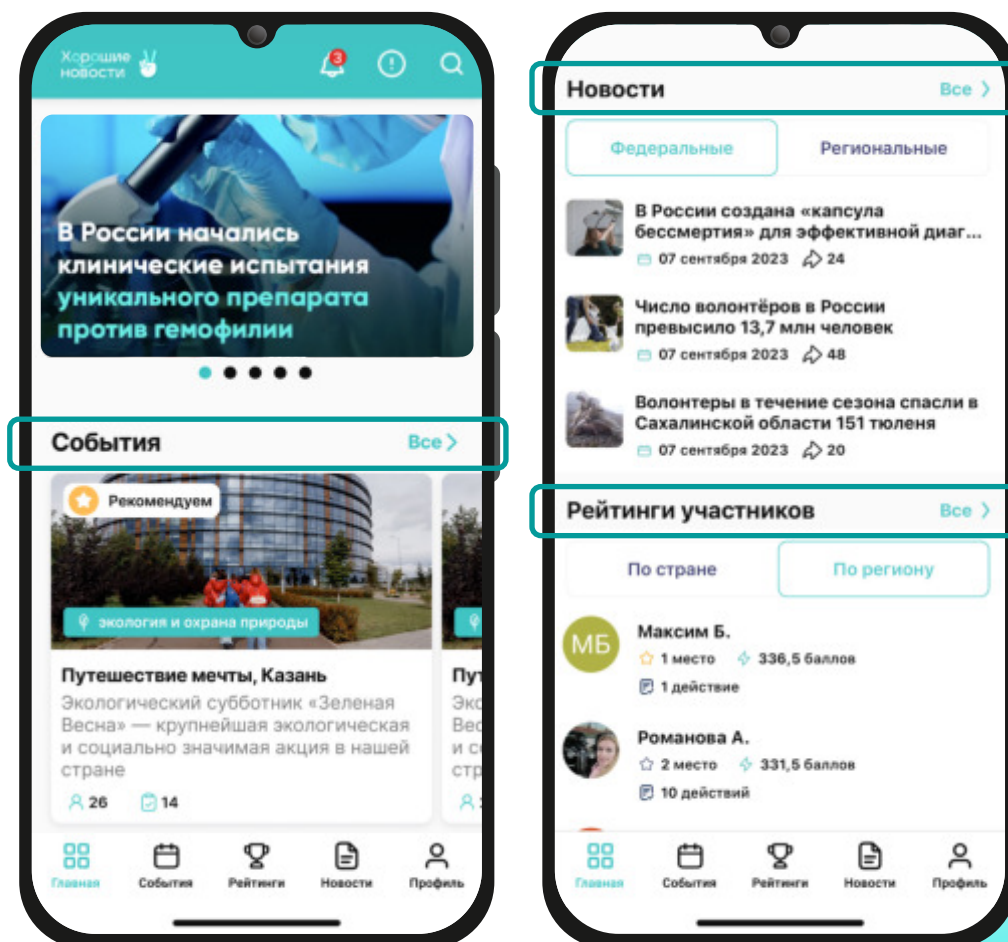 Хорошие
новости
3
В России начались
клинические испытания
уникального препарата
против гемофилии
События
Все
Рекомендуем
экология и охрана природы
Путешествие мечты, Казань
Экологический субботник «Зеленая
Весна» — крупнейшая экологическая
и социально значимая акция в нашей
стране
26
14
Пут
Эко
Вес
и со
стр
Главная
События
Рейтинги
Новости
Профиль
Новости
Все
Федеральные
Региональные
В России создана «капсула
бессмертия» для эффективной диаг...
07 сентября 2023
24
Число волонтёров в России
превысило 13,7 млн человек
07 сентября 2023
48
Волонтеры в течение сезона спасли в
Сахалинской области 151 тюленя
07 сентября 2023
20
Рейтинги участников
Все
По стране
По региону
МБ
Максим Б.
1 место
336,5 баллов
1 действие
Романова А.
2 место
331,5 баллов
10 действий
Главная
События
Рейтинги
Новости
Профиль